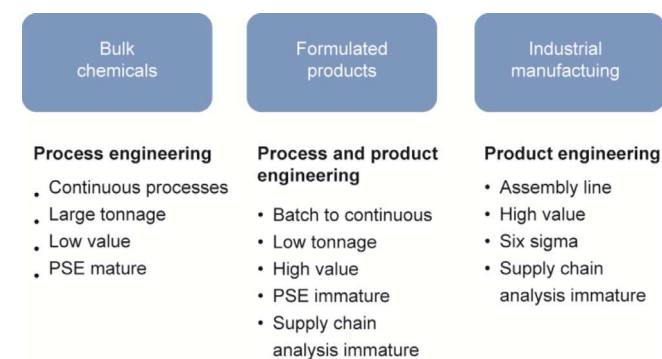 Bulk
chemicals
Formulated
products
Industrial
manufactuing
Process engineering
• Continuous processes
• Large tonnage
• Low value
• PSE mature
Process and product
engineering
• Batch to continuous
• Low tonnage
• High value
• PSE immature
• Supply chain
analysis immature
Product engineering
• Assembly line
• High value
• Six sigma
• Supply chain
analysis immature